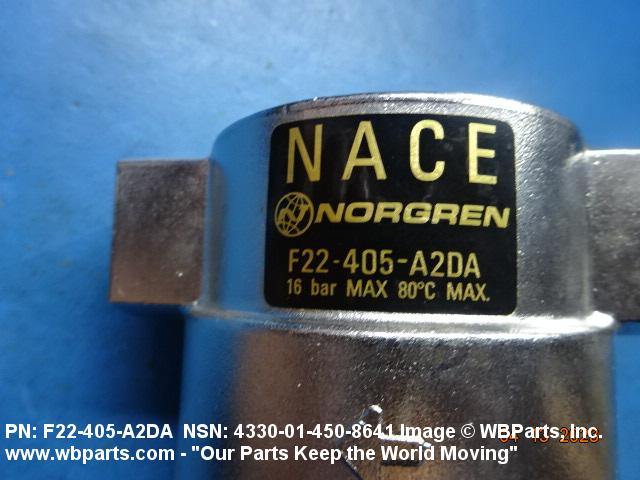 NACE
NORGREN
F22-405-A2DA
16 bar MAX 80°C MAX.
PN: F22-405-A2DA NSN: 4330-01-450-8641 Image © WBParts, Inc.
www.wbparts.com - "Our Parts Keep the World Moving"